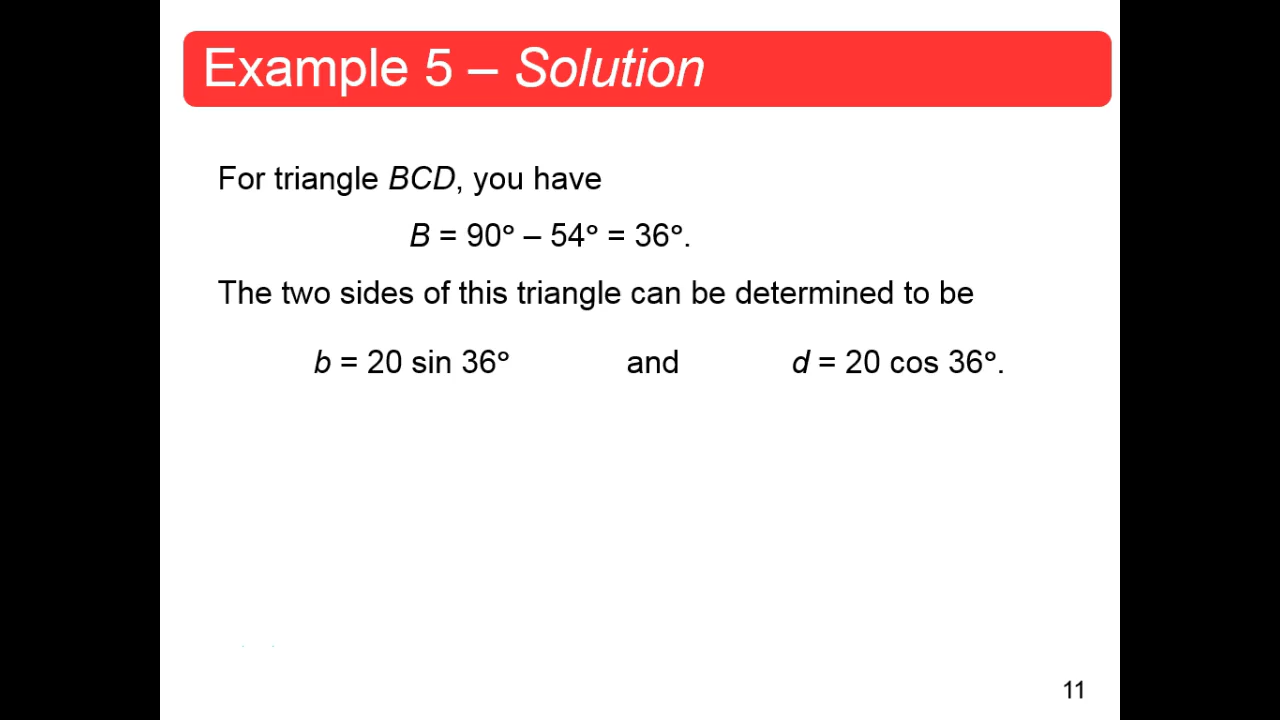 Example 5 – Solution
For triangle BCD, you have
B = 90° – 54° = 36°.
The two sides of this triangle can be determined to be
b = 20 sin 36° and d = 20 cos 36°.
11